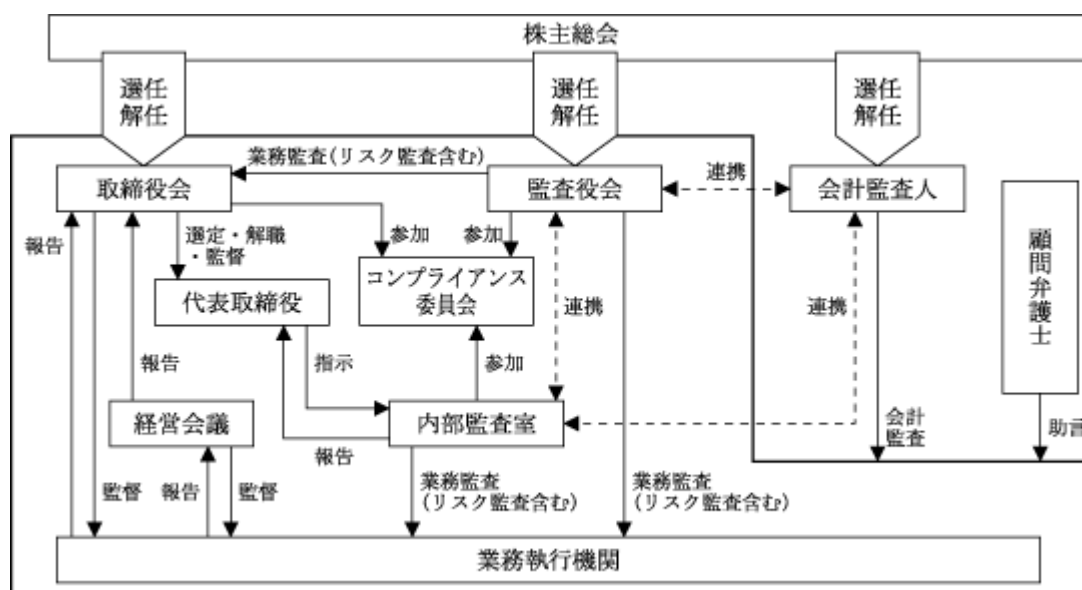 株主総会
選任
解任
選任
解任
選任
解任
業務監査(リスク監査含む)
連携
取締役会
監査役会
会計監査人
報告
選定・解職
・監督
参加
参加
顧問弁護士
コンプライアンス
委員会
代表取締役
連携
連携
報告
指示
参加
経営会議
内部監査室
会計
監査
助言
報告
監督
報告
監督
業務監査
(リスク監査含む)
業務監査
(リスク監査含む)
業務執行機関